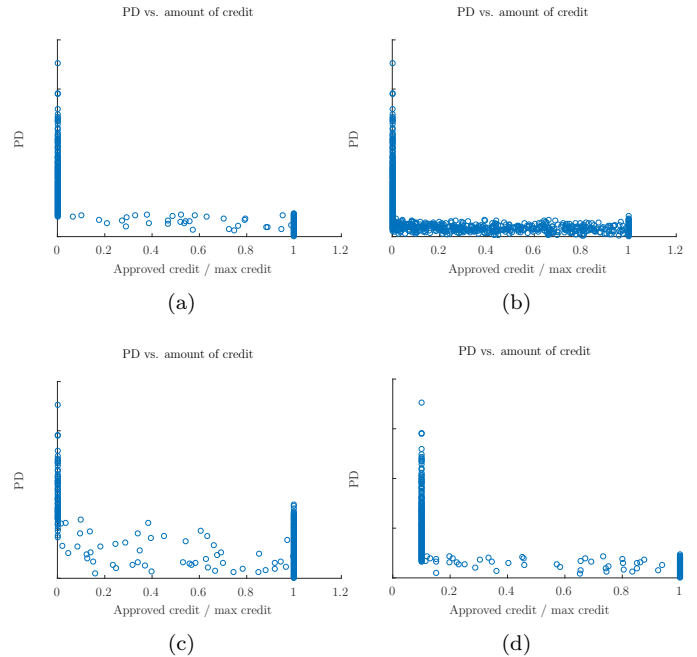 PD vs. amount of credit
PD
0 0.2 0.4 0.6 0.8 1 1.2
Approved credit / max credit
(a)
PD vs. amount of credit
PD
0 0.2 0.4 0.6 0.8 1 1.2
Approved credit / max credit
(b)
PD vs. amount of credit
PD
0 0.2 0.4 0.6 0.8 1 1.2
Approved credit / max credit
(c)
PD vs. amount of credit
PD
0 0.2 0.4 0.6 0.8 1
Approved credit / max credit
(d)